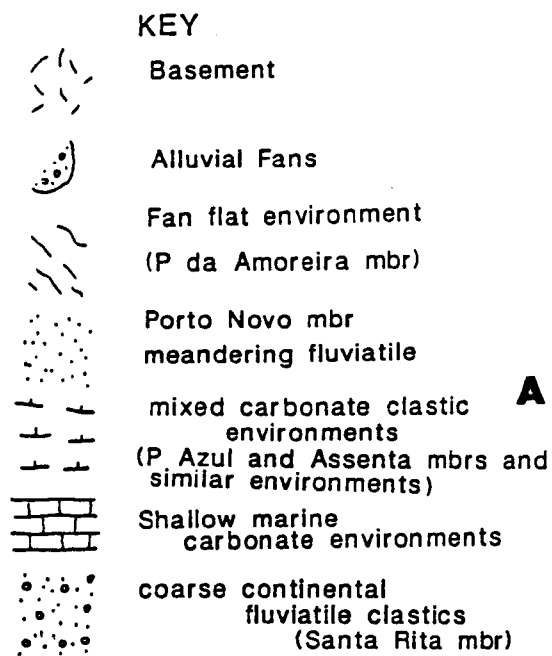 KEY
Basement
Alluvial Fans
Fan flat environment
(P da Amoreira mbr)
Porto Novo mbr
meandering fluviatile
A
mixed carbonate clastic
environments
(P Azul and Assenta mbrs and
similar environments)
Shallow marine
carbonate environments
coarse continental
fluviatile clastics
(Santa Rita mbr)